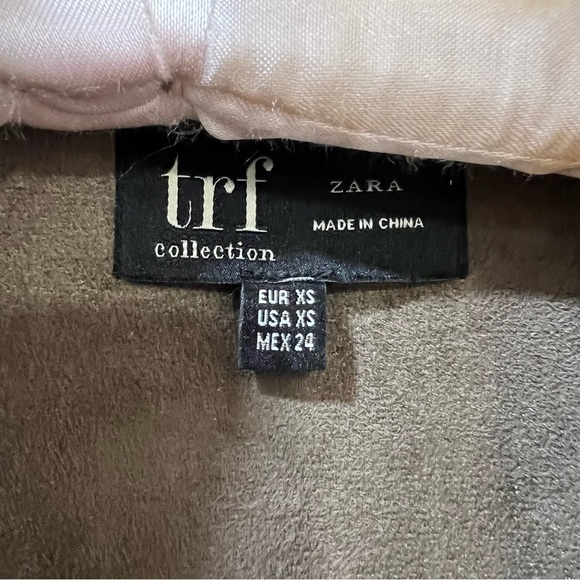 trf
collection
ZARA
MADE IN CHINA
EUR XS
USA XS
MEX 24